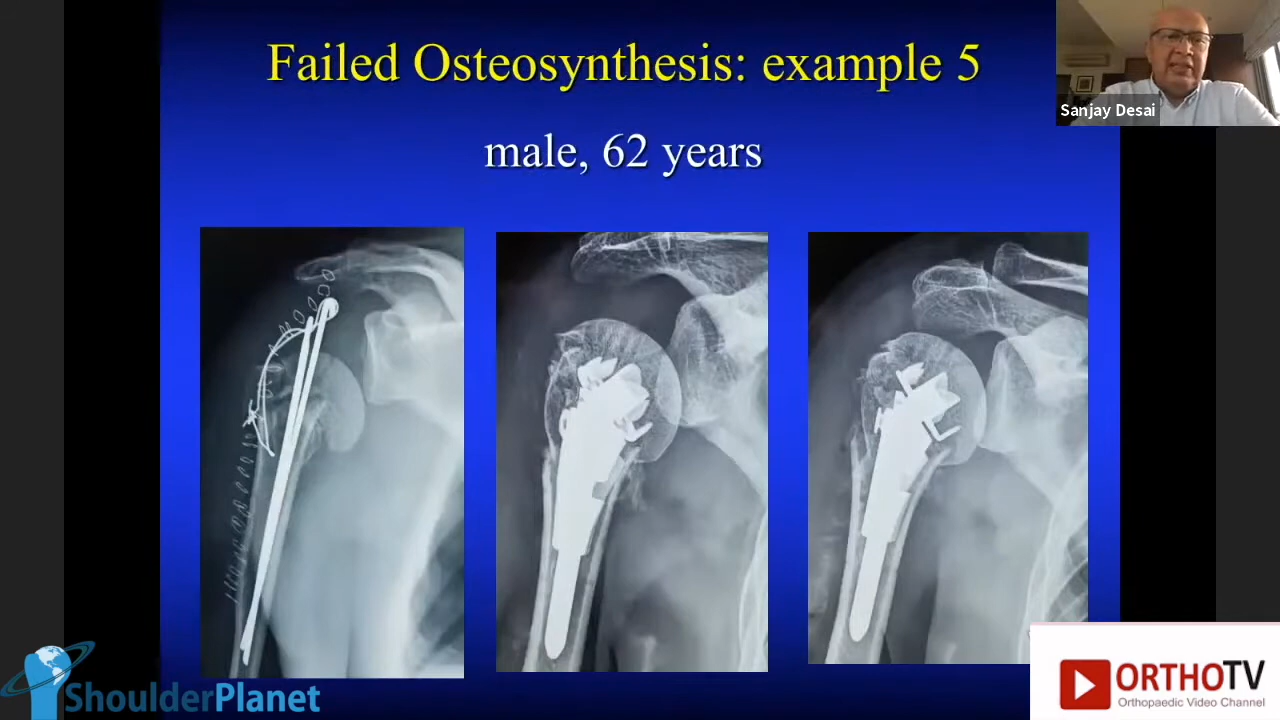 Failed Osteosynthesis: example 5
male, 62 years
Sanjay Desai
ShoulderPlanet
ORTHOTV
Orthopaedic Video Channel